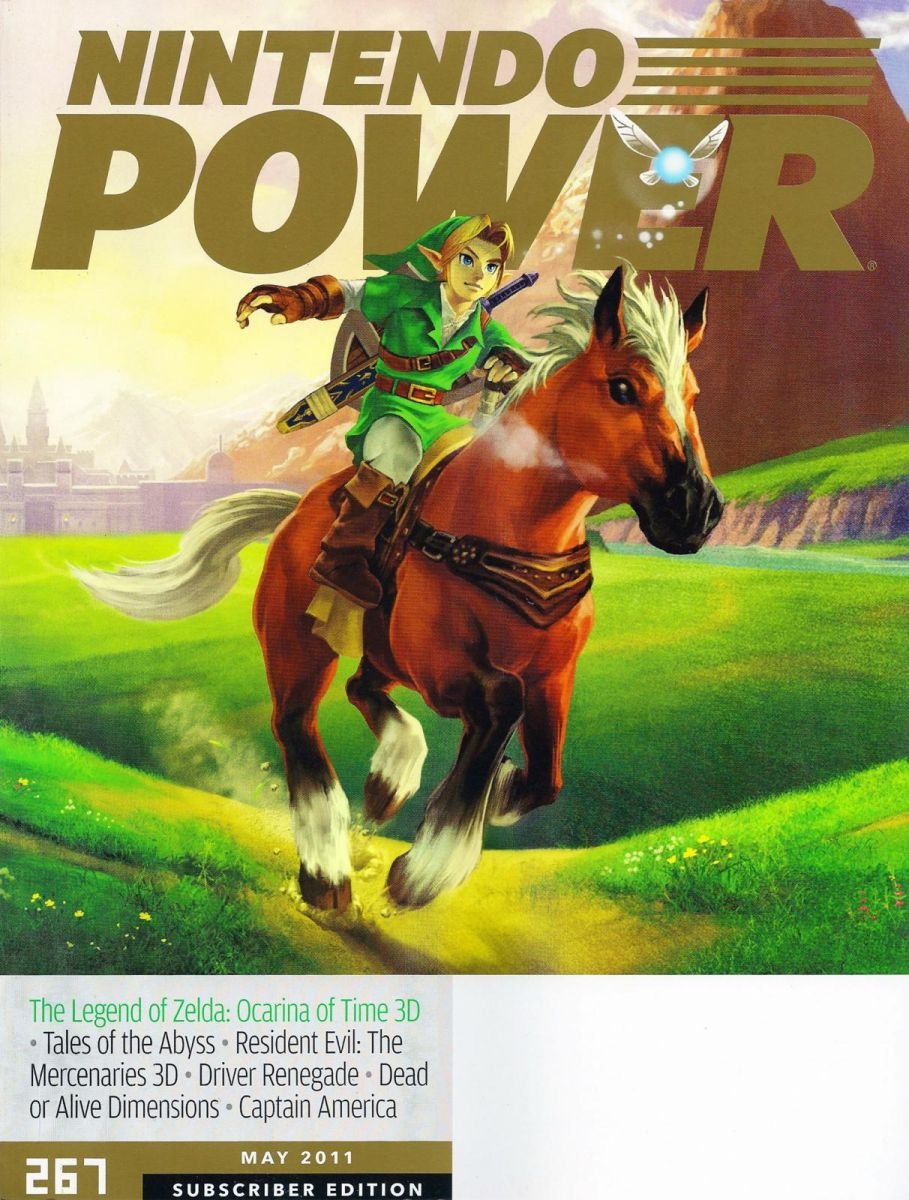 NINTENDO
POWER®
The Legend of Zelda: Ocarina of Time 3D
• Tales of the Abyss • Resident Evil: The
Mercenaries 3D • Driver Renegade • Dead
or Alive Dimensions • Captain America
267
MAY 2011
SUBSCRIBER EDITION